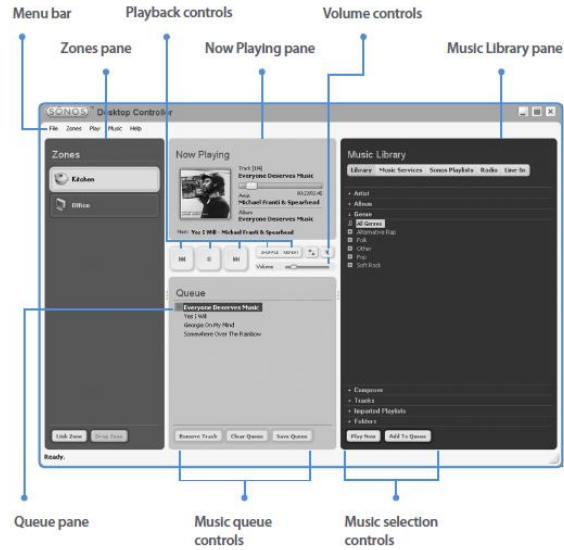 Menu bar
Playback controls
Volume controls
Zones pane
Now Playing pane
Music Library pane
SONOS™ Desktop Controller
File Zones Play Music Help
Zones
Kitchen
Office
Link Zone
Drop Zone
Now Playing
Track [1/4]
Everyone Deserves Music
Artist
Michael Franti & Spearhead
Album
Everyone Deserves Music
Next: Yes I Will - Michael Franti & Spearhead
SHUFFLE REPEAT
Volume
Queue
Everyone Deserves Music
Yes I Will
Georgia On My Mind
Somewhere Over The Rainbow
Remove Track
Clear Queue
Save Queue
Music Library
Library Music Services Sonos Playlists Radio Line-In
Artist
Album
Genre
All Genres
Alternative Rap
Folk
Other
Pop
Soft Rock
Composer
Tracks
Imported Playlists
Folders
Play Now
Add To Queue
Ready.
Queue pane
Music queue
controls
Music selection
controls